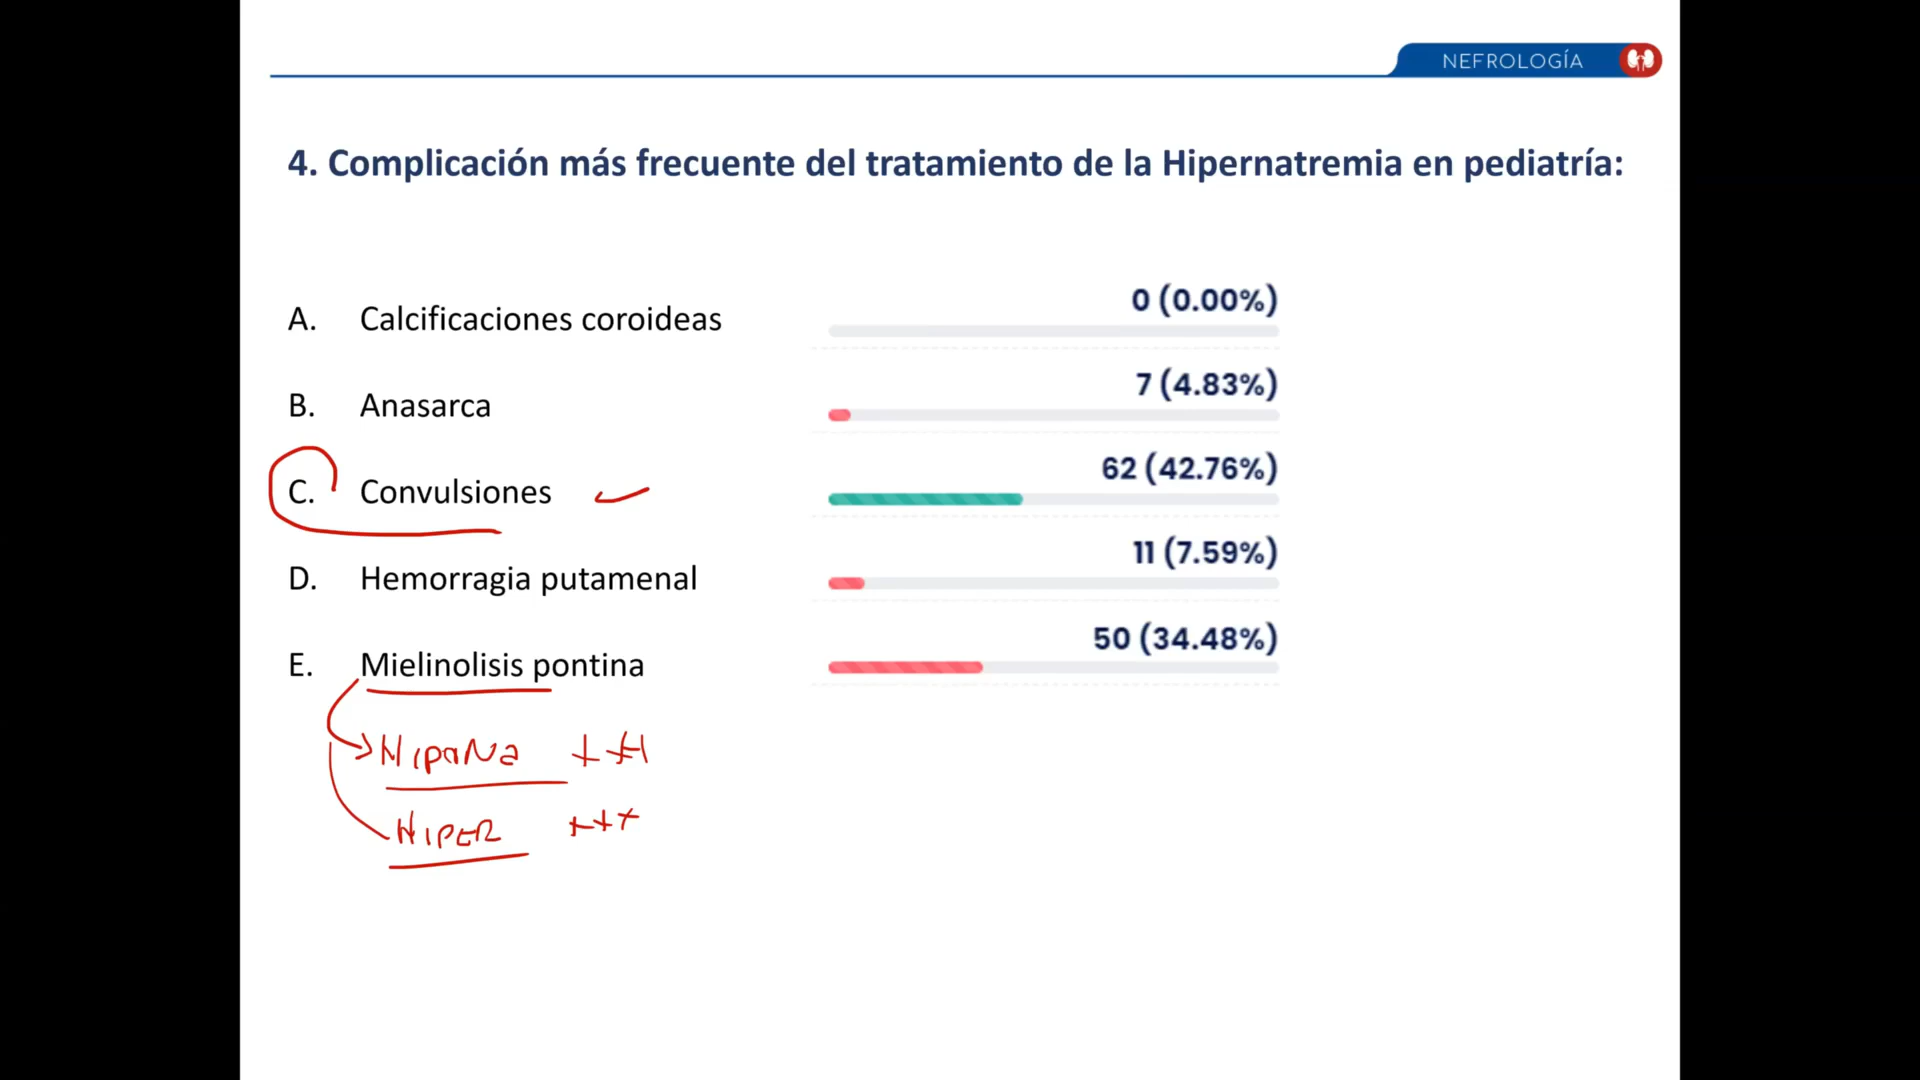 NEFROLOGÍA
4. Complicación más frecuente del tratamiento de la Hipernatremia en pediatría:
A. Calcificaciones coroideas 0 (0.00%)
B. Anasarca 7 (4.83%)
C. Convulsiones 62 (42.76%)
D. Hemorragia putamenal 11 (7.59%)
E. Mielinolisis pontina 50 (34.48%)
HipoNa +++
HIPER +++